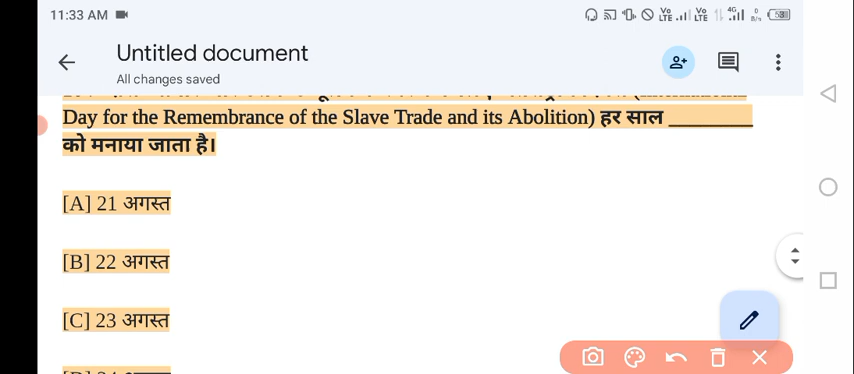 11:33 AM
Untitled document
All changes saved
Day for the Remembrance of the Slave Trade and its Abolition) हर साल ________
को मनाया जाता है।
[A] 21 अगस्त
[B] 22 अगस्त
[C] 23 अगस्त